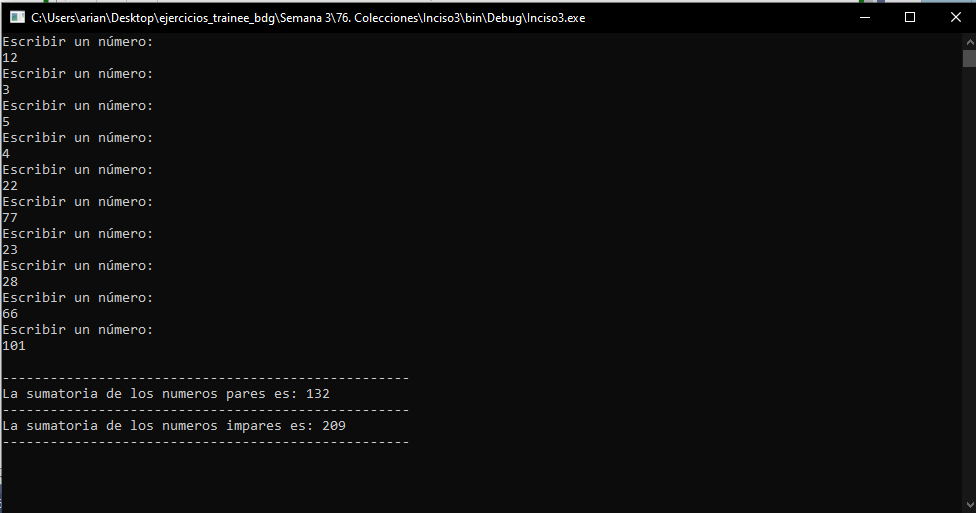 C:\Users\arian\Desktop\ejercicios_trainee_bdg\Semana 3\76. Colecciones\Inciso3\bin\Debug\Inciso3.exe
Escribir un número:
12
Escribir un número:
3
Escribir un número:
5
Escribir un número:
4
Escribir un número:
22
Escribir un número:
77
Escribir un número:
23
Escribir un número:
28
Escribir un número:
66
Escribir un número:
101
---------------------------------------------------
La sumatoria de los numeros pares es: 132
---------------------------------------------------
La sumatoria de los numeros impares es: 209
---------------------------------------------------